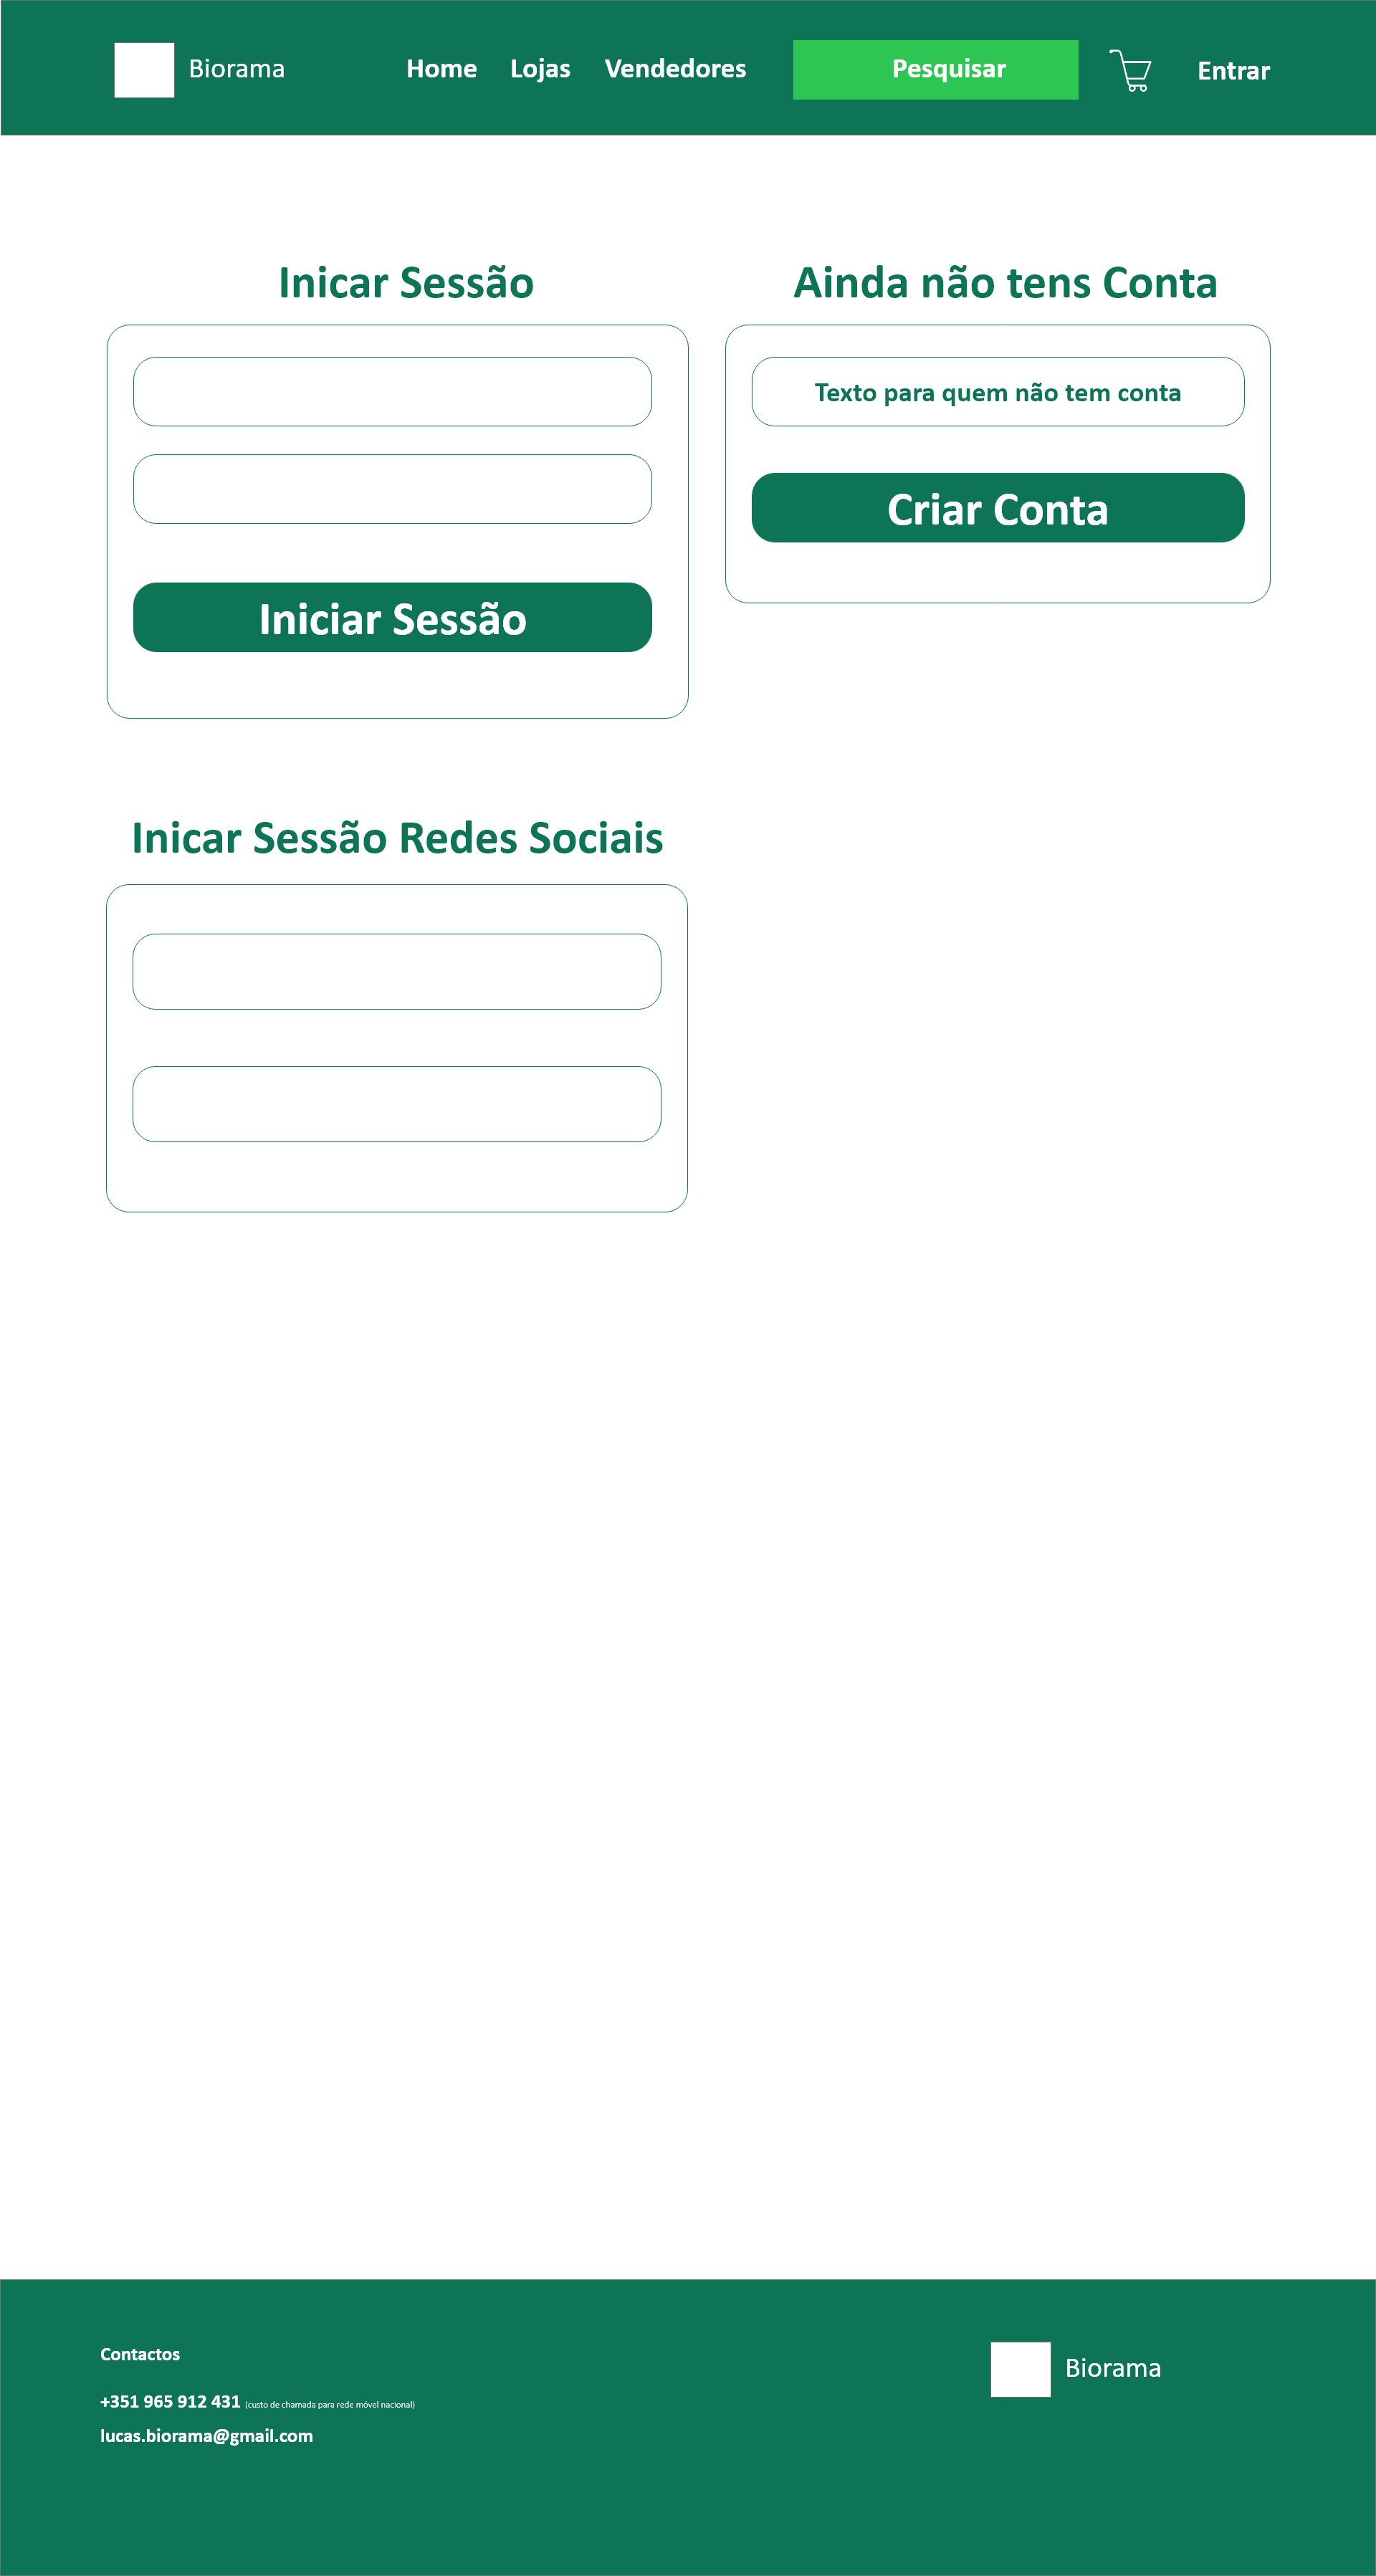 Biorama
Home
Lojas
Vendedores
Pesquisar
Entrar
Inicar Sessão
Iniciar Sessão
Ainda não tens Conta
Texto para quem não tem conta
Criar Conta
Inicar Sessão Redes Sociais
Contactos
+351 965 912 431 (custo de chamada para rede móvel nacional)
lucas.biorama@gmail.com
Biorama